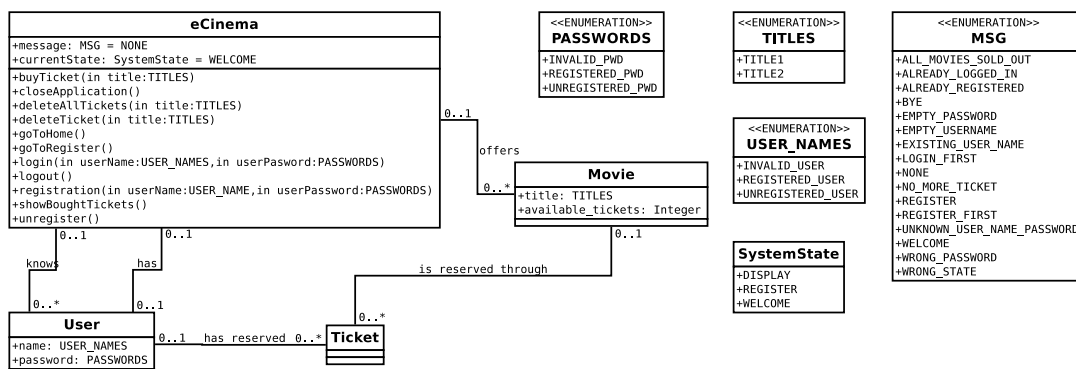 eCinema
+message: MSG = NONE
+currentState: SystemState = WELCOME
+buyTicket(in title:TITLES)
+closeApplication()
+deleteAllTickets(in title:TITLES)
+deleteTicket(in title:TITLES)
+goToHome()
+goToRegister()
+login(in userName:USER_NAMES,in userPasword:PASSWORDS)
+logout()
+registration(in userName:USER_NAME,in userPassword:PASSWORDS)
+showBoughtTickets()
+unregister()
<<ENUMERATION>>
PASSWORDS
+INVALID_PWD
+REGISTERED_PWD
+UNREGISTERED_PWD
<<ENUMERATION>>
TITLES
+TITLE1
+TITLE2
<<ENUMERATION>>
MSG
+ALL_MOVIES_SOLD_OUT
+ALREADY_LOGGED_IN
+ALREADY_REGISTERED
+BYE
+EMPTY_PASSWORD
+EMPTY_USERNAME
+EXISTING_USER_NAME
+LOGIN_FIRST
+NONE
+NO_MORE_TICKET
+REGISTER
+REGISTER_FIRST
+UNKNOWN_USER_NAME_PASSWORD
+WELCOME
+WRONG_PASSWORD
+WRONG_STATE
<<ENUMERATION>>
USER_NAMES
+INVALID_USER
+REGISTERED_USER
+UNREGISTERED_USER
0..1
offers
0..*
Movie
+title: TITLES
+available_tickets: Integer
SystemState
+DISPLAY
+REGISTER
+WELCOME
0..1
knows
0..*
0..1
has
0..1
0..1
is reserved through
0..*
User
+name: USER_NAMES
+password: PASSWORDS
0..1
has reserved
0..*
Ticket